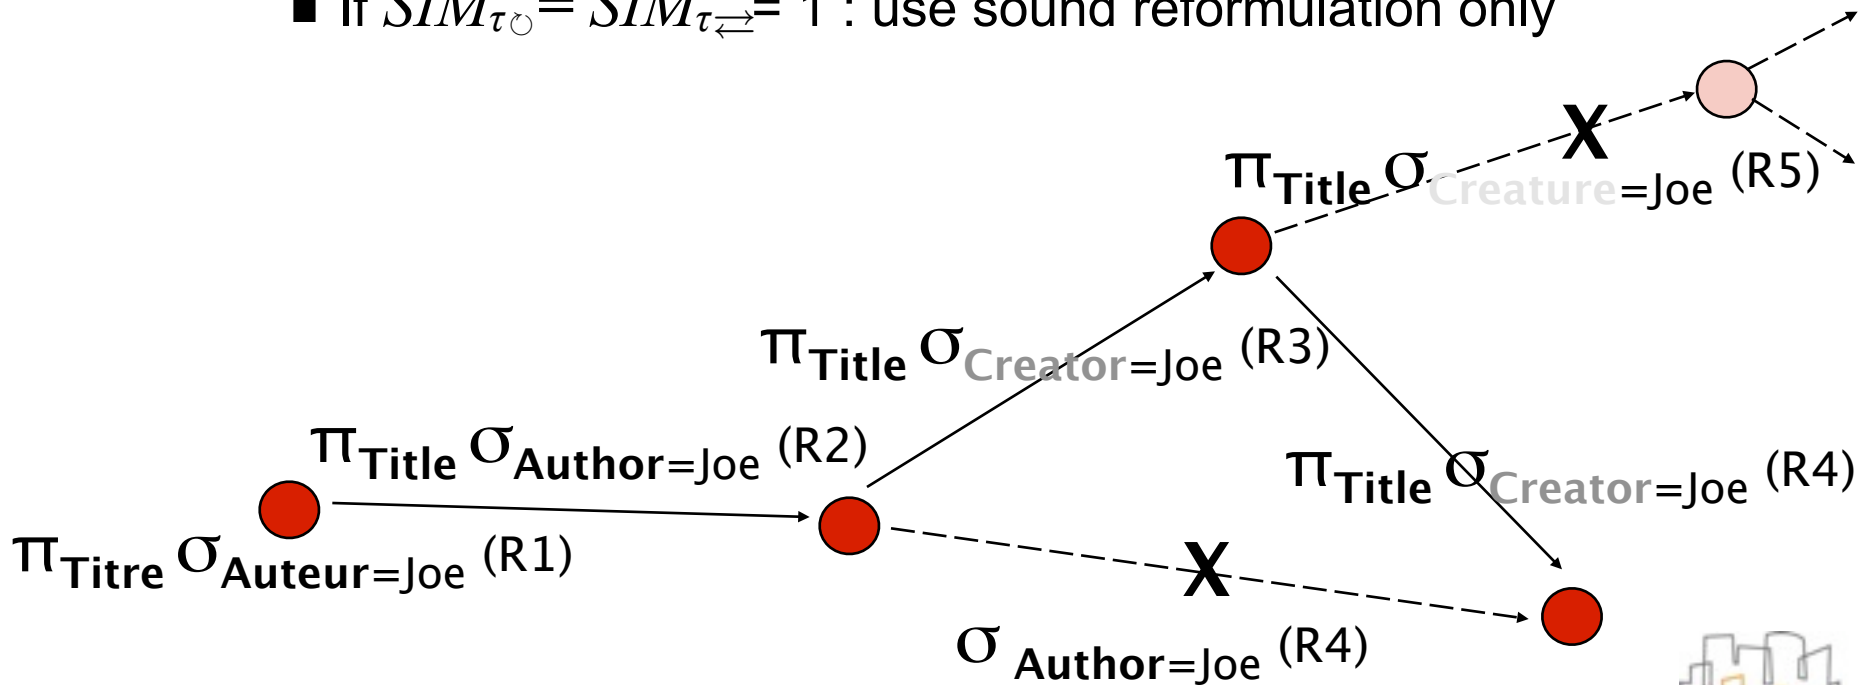 ■ If SIMτ↻ = SIMτ⇄ = 1 : use sound reformulation only
X
πTitle σCreature=Joe (R5)
πTitle σCreator=Joe (R3)
πTitle σAuthor=Joe (R2)
πTitle σCreator=Joe (R4)
πTitre σAuteur=Joe (R1)
X
σ Author=Joe (R4)